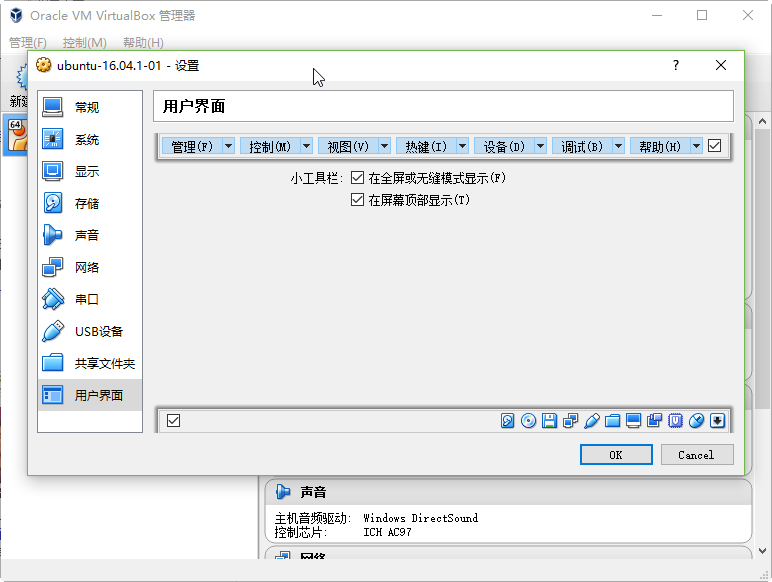 Oracle VM VirtualBox 管理器
管理(F) 控制(M) 帮助(H)
ubuntu-16.04.1-01 - 设置
新建
64
常规
系统
显示
存储
声音
网络
串口
USB设备
共享文件夹
用户界面
用户界面
管理(F) 控制(M) 视图(V) 热键(I) 设备(D) 调试(B) 帮助(H)
小工具栏: 在全屏或无缝模式显示(F)
在屏幕顶部显示(T)
OK Cancel
声音
主机音频驱动: Windows DirectSound
控制芯片: ICH AC97
网络